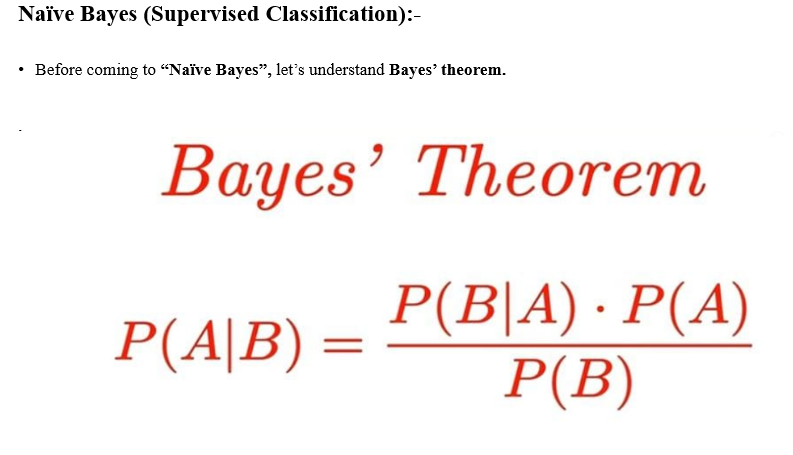 Naïve Bayes (Supervised Classification):-
• Before coming to “Naïve Bayes”, let’s understand Bayes’ theorem.
.
Bayes’ Theorem
P(A|B) = P(B|A) · P(A) / P(B)